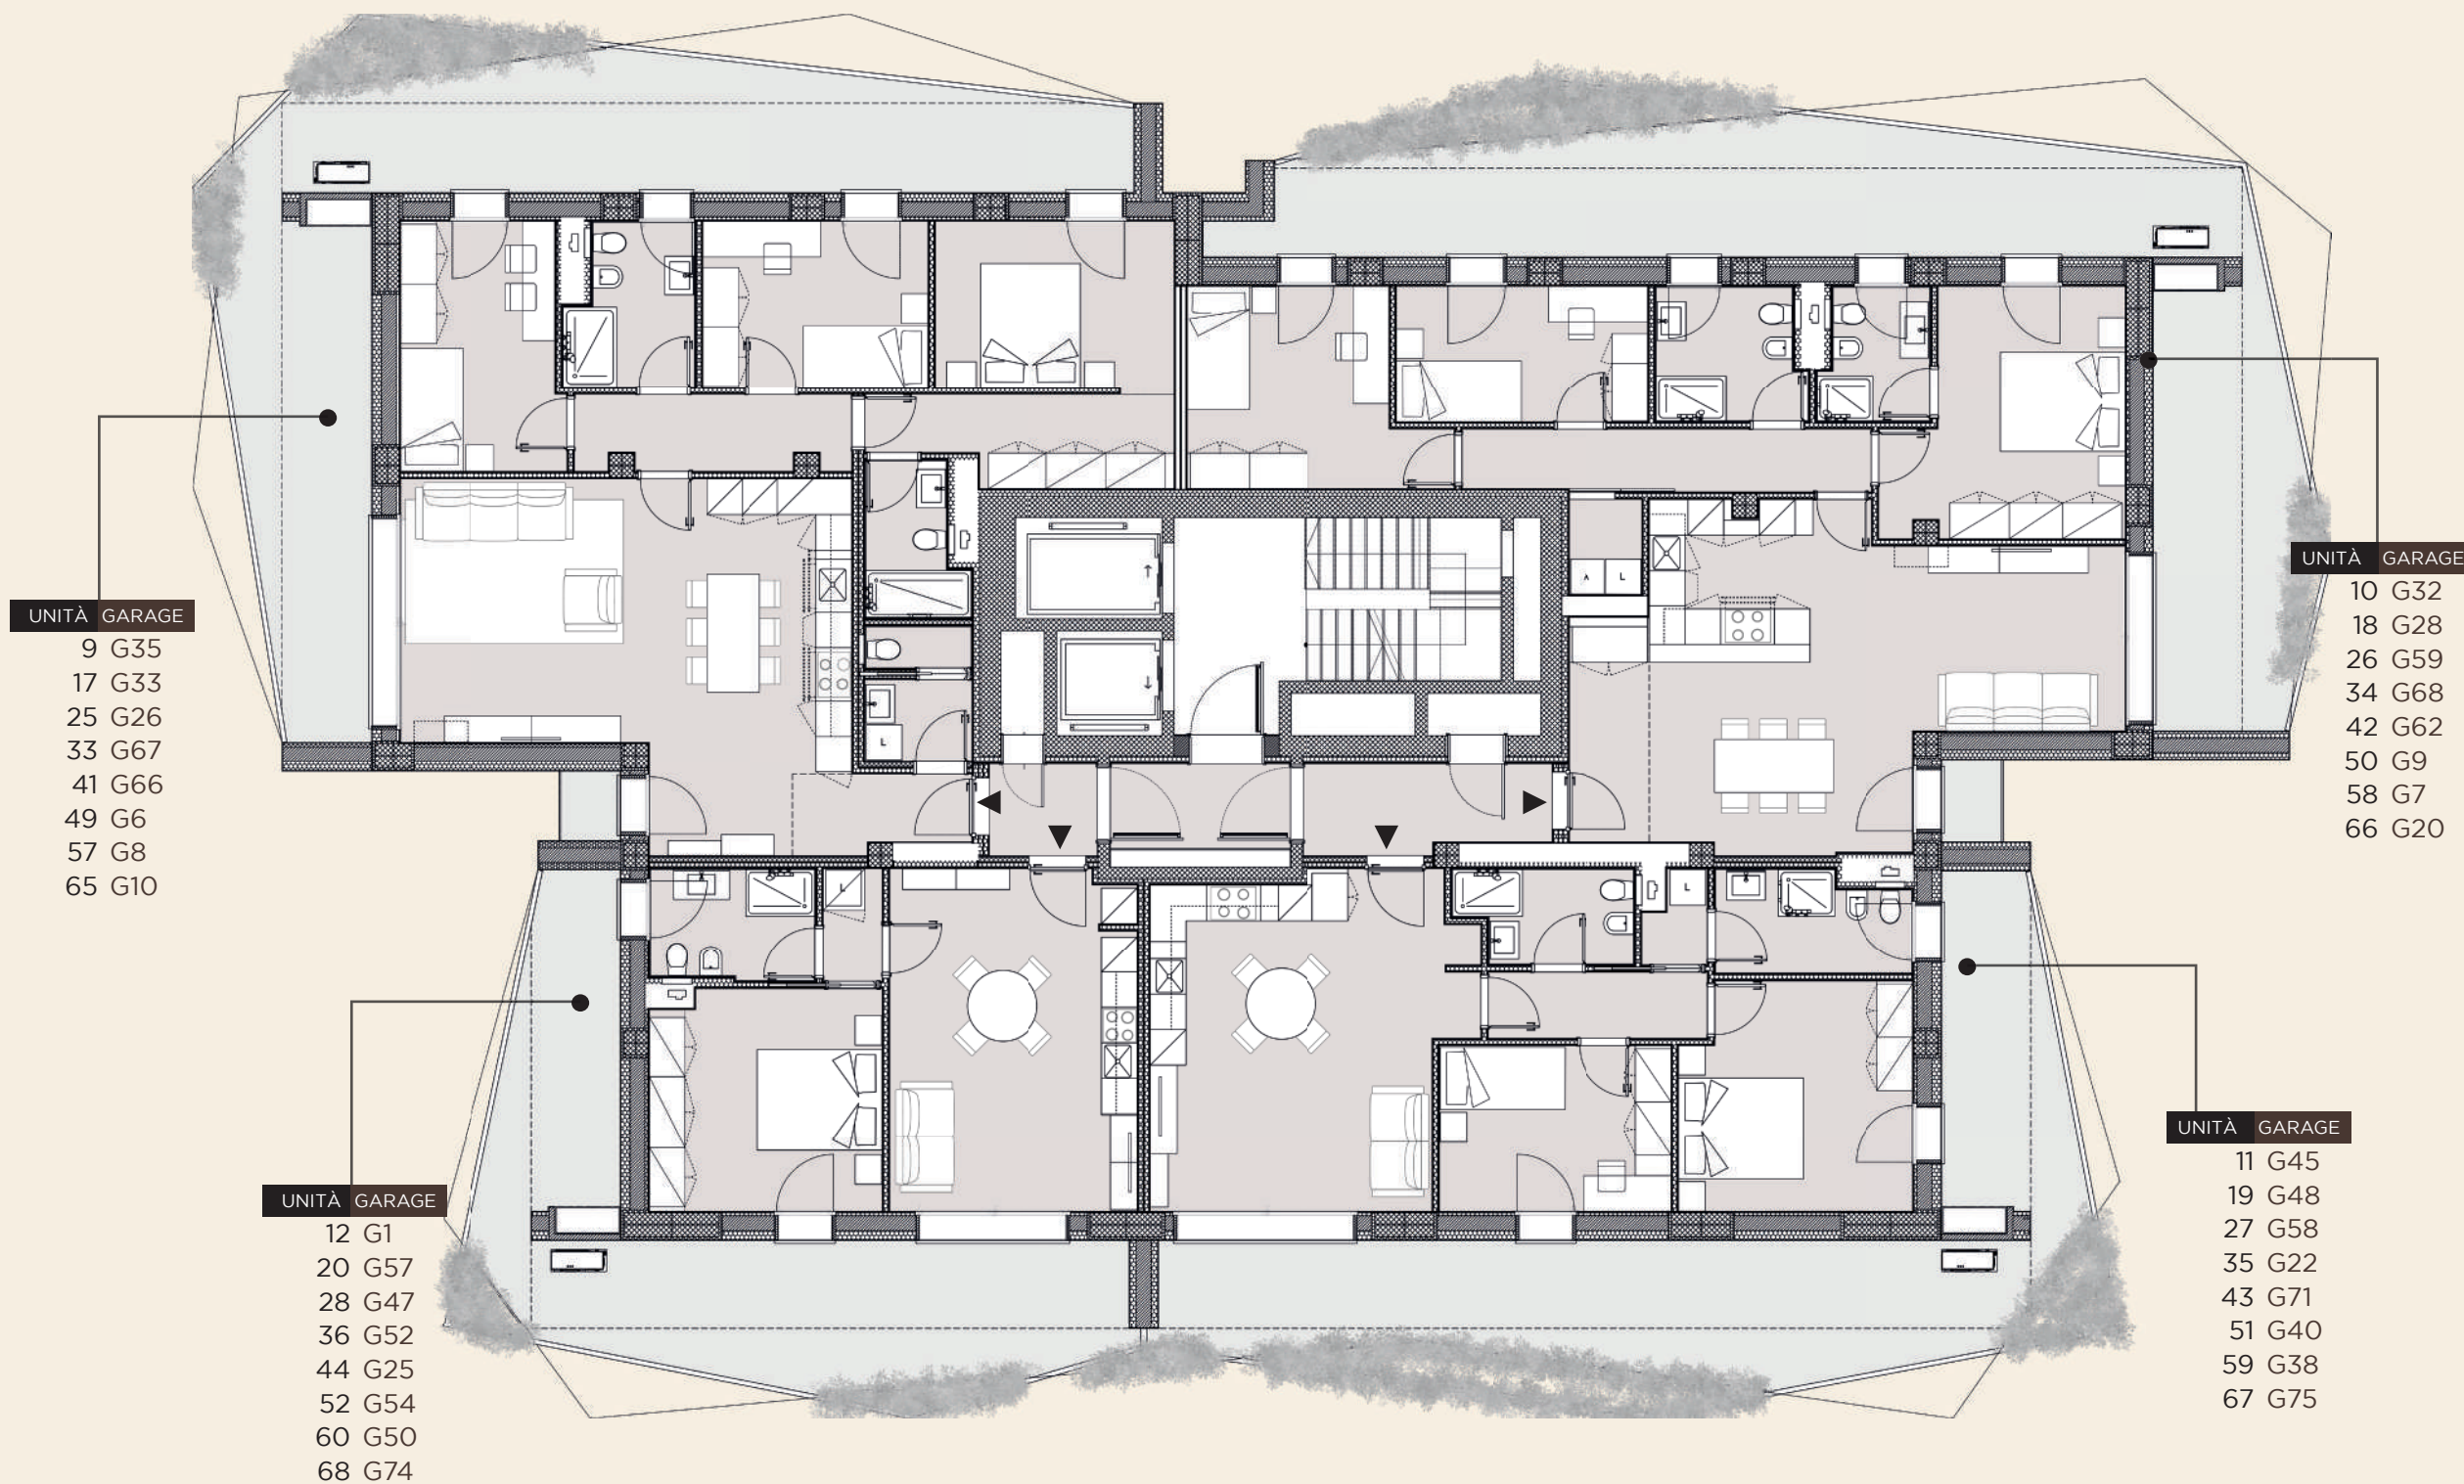 UNITÀ GARAGE
9 G35
17 G33
25 G26
33 G67
41 G66
49 G6
57 G8
65 G10
UNITÀ GARAGE
10 G32
18 G28
26 G59
34 G68
42 G62
50 G9
58 G7
66 G20
UNITÀ GARAGE
12 G1
20 G57
28 G47
36 G52
44 G25
52 G54
60 G50
68 G74
UNITÀ GARAGE
11 G45
19 G48
27 G58
35 G22
43 G71
51 G40
59 G38
67 G75
A L
L
L
L